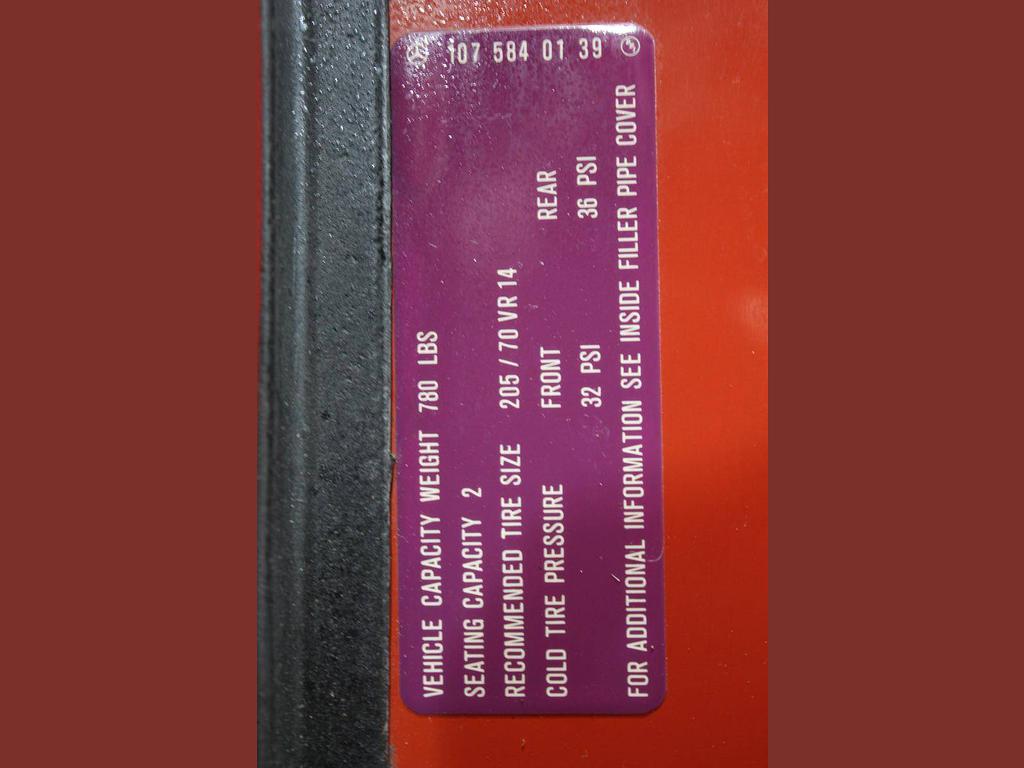 107 584 01 39
VEHICLE CAPACITY WEIGHT 780 LBS
SEATING CAPACITY 2
RECOMMENDED TIRE SIZE 205 / 70 VR 14
COLD TIRE PRESSURE FRONT REAR
32 PSI 36 PSI
FOR ADDITIONAL INFORMATION SEE INSIDE FILLER PIPE COVER